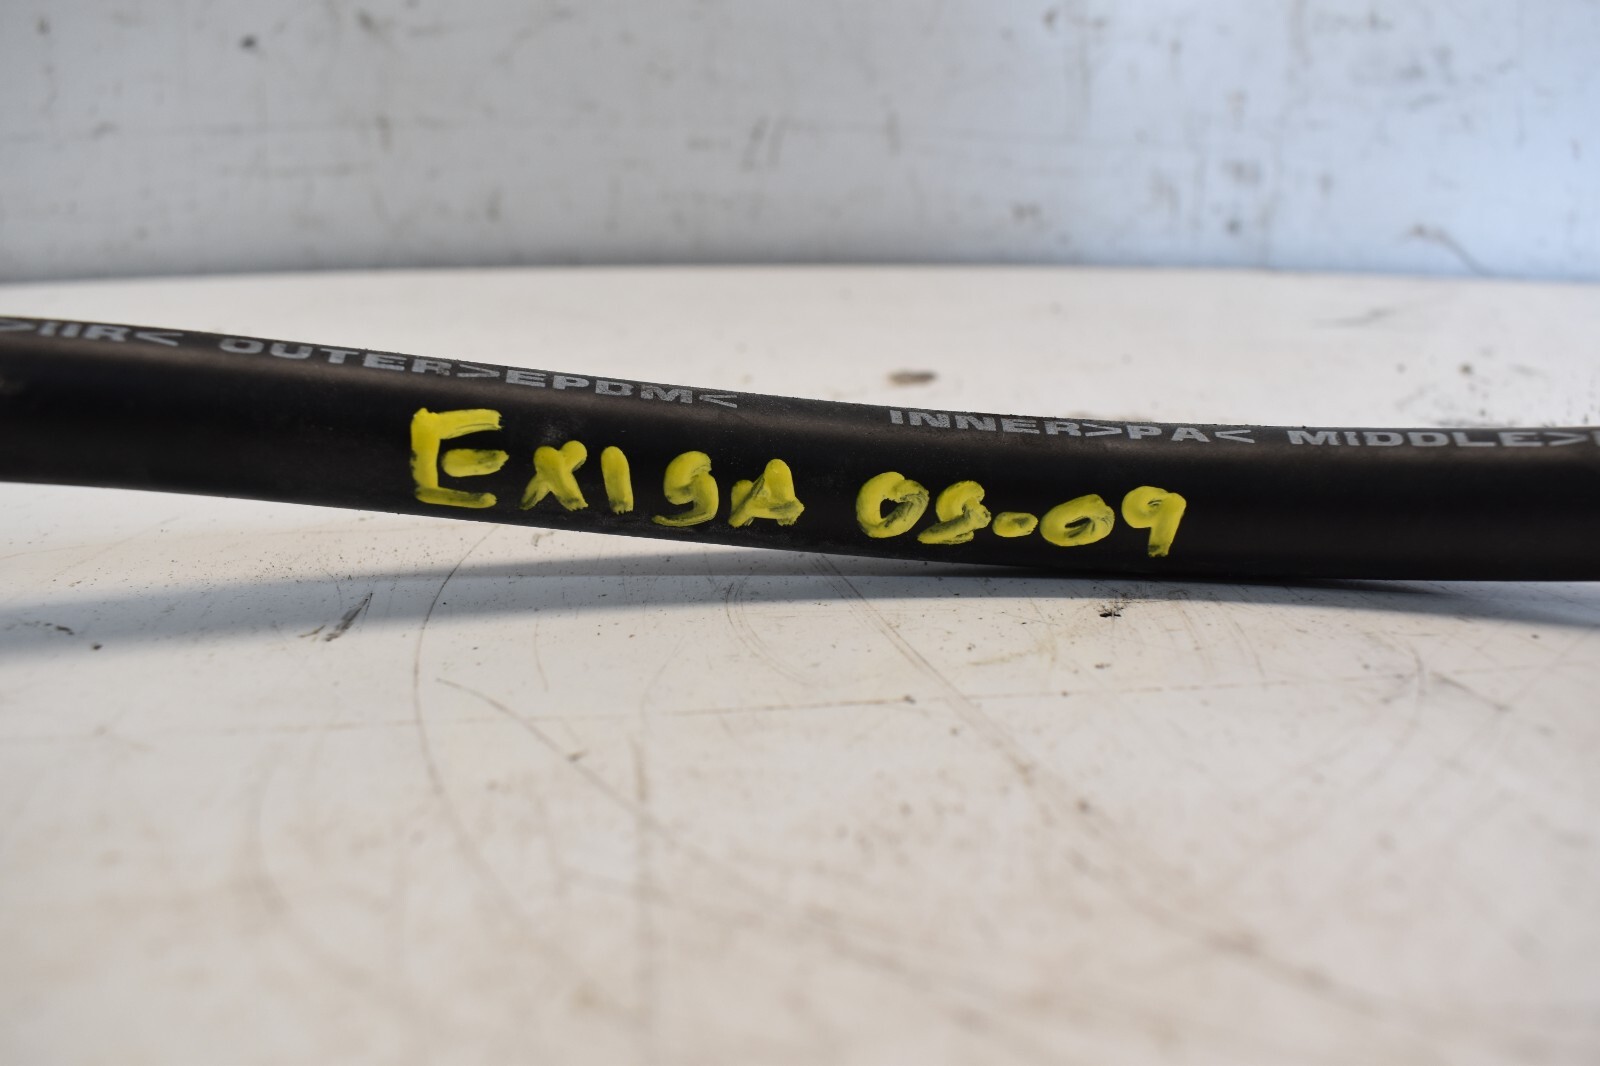 >IIR< OUTER>EPDM< INNER>PA< MIDDLE>
EXIGA 08-09